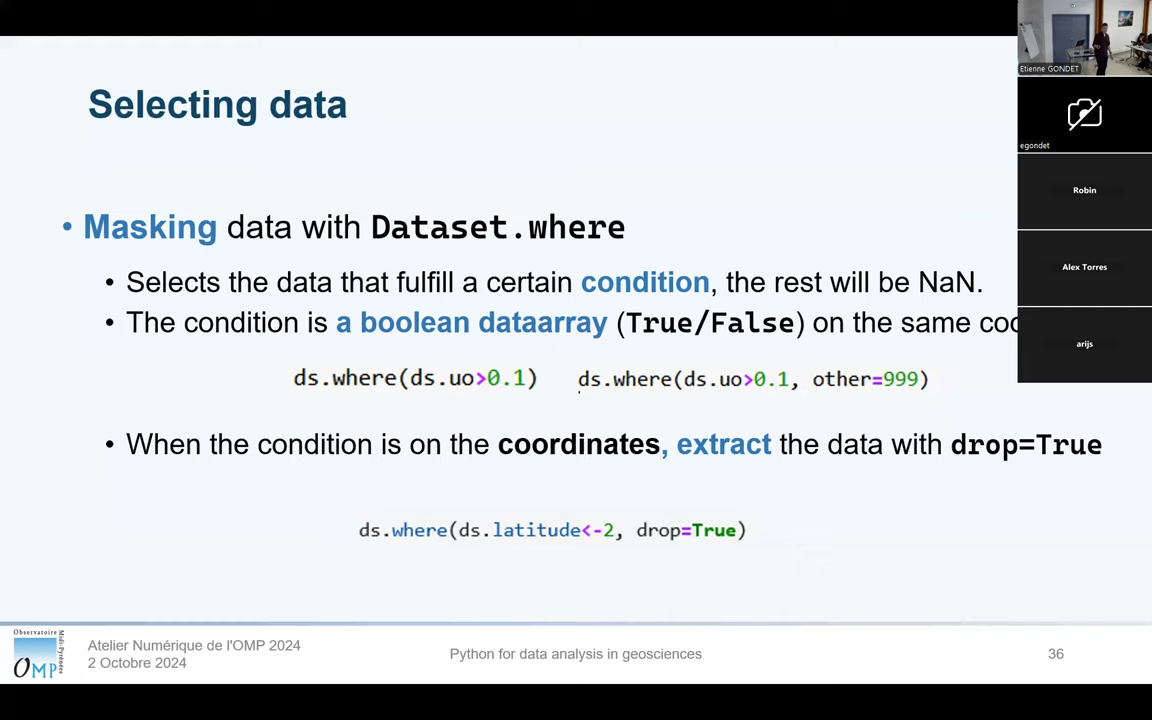 Selecting data
• Masking data with Dataset.where
• Selects the data that fulfill a certain condition, the rest will be NaN.
• The condition is a boolean dataarray (True/False) on the same
ds.where(ds.uo>0.1)
ds.where(ds.uo>0.1, other=999)
• When the condition is on the coordinates, extract the data with drop=True
ds.where(ds.latitude<-2, drop=True)
Observatoire
Midi-Pyrénées
OMP
Atelier Numérique de l'OMP 2024
2 Octobre 2024
Python for data analysis in geosciences
36
Etienne GONDET
egondet
Robin
Alex Torres
arijs